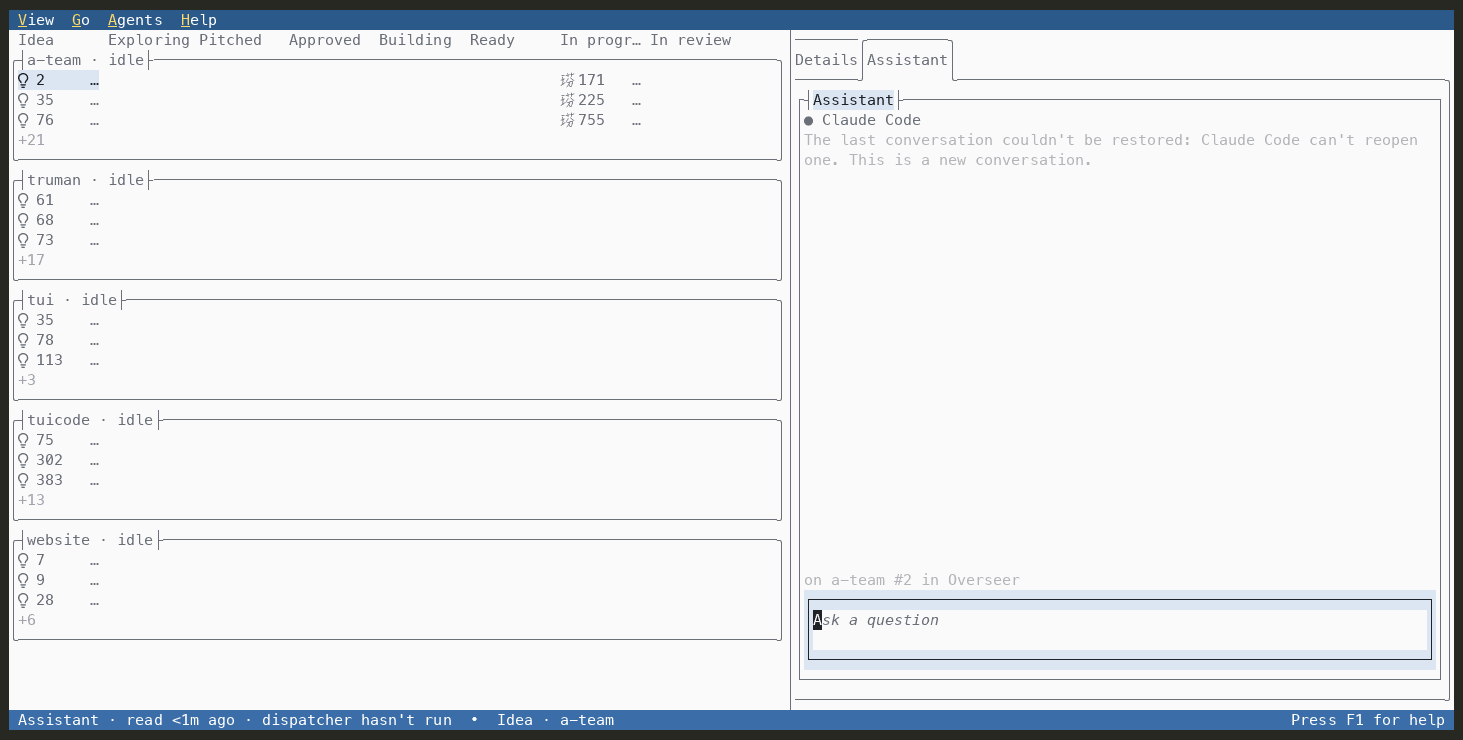 View Go Agents Help
Idea Exploring Pitched Approved Building Ready In progr… In review
a-team · idle
2 … 171 …
35 … 225 …
76 … 755 …
+21
truman · idle
61 …
68 …
73 …
+17
tui · idle
35 …
78 …
113 …
+3
tuicode · idle
75 …
302 …
383 …
+13
website · idle
7 …
9 …
28 …
+6
Details Assistant
Assistant
● Claude Code
The last conversation couldn't be restored: Claude Code can't reopen
one. This is a new conversation.
on a-team #2 in Overseer
Ask a question
Assistant · read <1m ago · dispatcher hasn't run • Idea · a-team
Press F1 for help